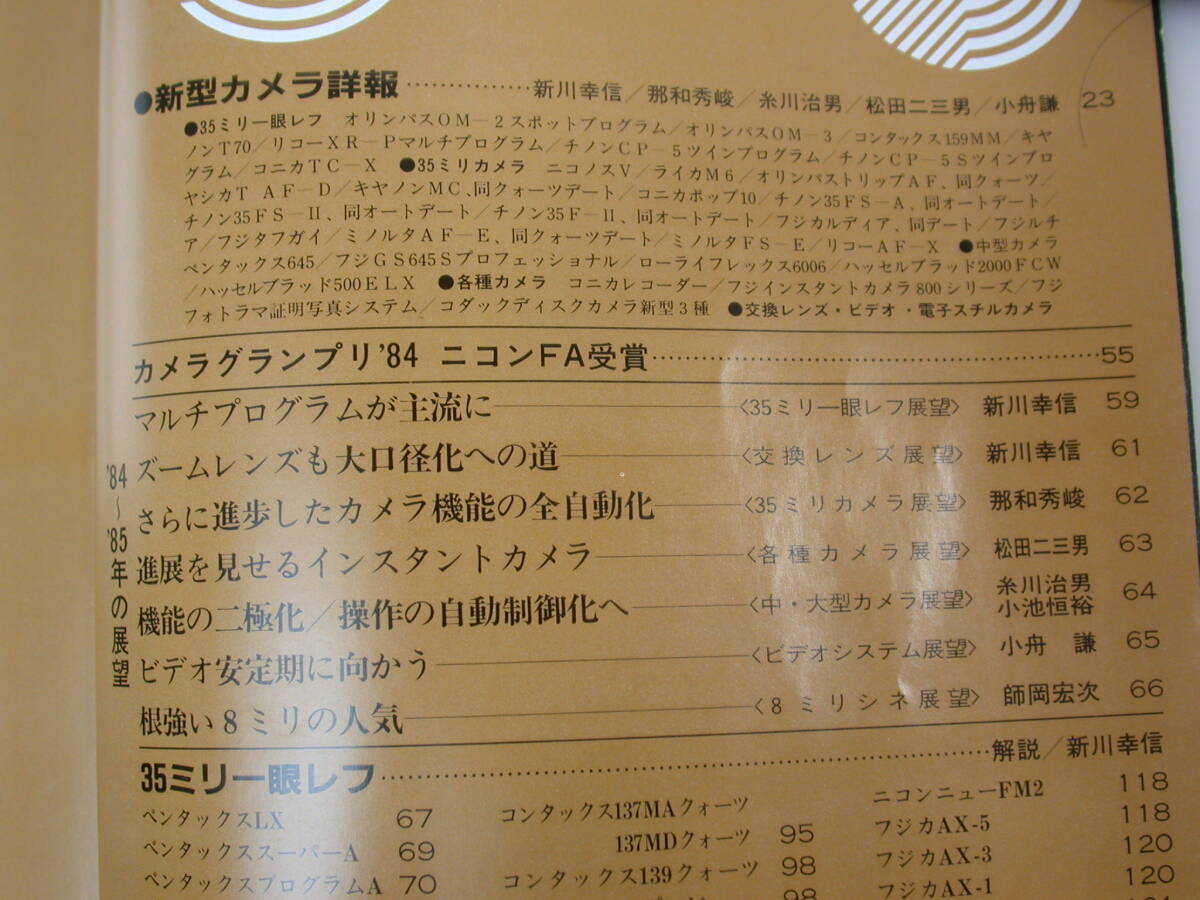 ●新型カメラ詳報……………新川幸信／那和秀峻／糸川治男／松田二三男／小舟謙 23
●35ミリ一眼レフ オリンパスOM－2スポットプログラム／オリンパスOM－3／コンタックス159MM／キヤ
ノンT70／リコーXR－Pマルチプログラム／チノンCP－5ツインプログラム／チノンCP－5Sツインプロ
グラム／コニカTC－X ●35ミリカメラ ニコノスV／ライカM6／オリンパストリップAF、同クォーツ／
ヤシカT AF－D／キヤノンMC、同クォーツデート／コニカポップ10／チノン35FS－A、同オートデート／
チノン35FS－II、同オートデート／チノン35F－II、同オートデート／フジカルディア、同デート／フジルチ
ア／フジタフガイ／ミノルタAF－E、同クォーツデート／ミノルタFS－E／リコーAF－X ●中型カメラ
ペンタックス645／フジGS645Sプロフェッショナル／ローライフレックス6006／ハッセルブラッド2000FCW
／ハッセルブラッド500ELX ●各種カメラ コニカレコーダー／フジインスタントカメラ800シリーズ／フジ
フォトラマ証明写真システム／コダックディスクカメラ新型3種 ●交換レンズ・ビデオ・電子スチルカメラ
カメラグランプリ'84 ニコンFA受賞……………55
'84～'85年の展望
マルチプログラムが主流に――〈35ミリ一眼レフ展望〉 新川幸信 59
ズームレンズも大口径化への道――〈交換レンズ展望〉 新川幸信 61
さらに進歩したカメラ機能の全自動化――〈35ミリカメラ展望〉 那和秀峻 62
進展を見せるインスタントカメラ――〈各種カメラ展望〉 松田二三男 63
機能の二極化／操作の自動制御化へ――〈中・大型カメラ展望〉 糸川治男 小池恒裕 64
ビデオ安定期に向かう――〈ビデオシステム展望〉 小舟 謙 65
根強い8ミリの人気――〈8ミリシネ展望〉 師岡宏次 66
35ミリ一眼レフ……………解説／新川幸信
ペンタックスLX 67
ペンタックススーパーA 69
ペンタックスプログラムA 70
コンタックス137MAクォーツ
137MDクォーツ 95
コンタックス139クォーツ 98
98
ニコンニューFM2 118
フジカAX-5 118
フジカAX-3 120
フジカAX-1 120